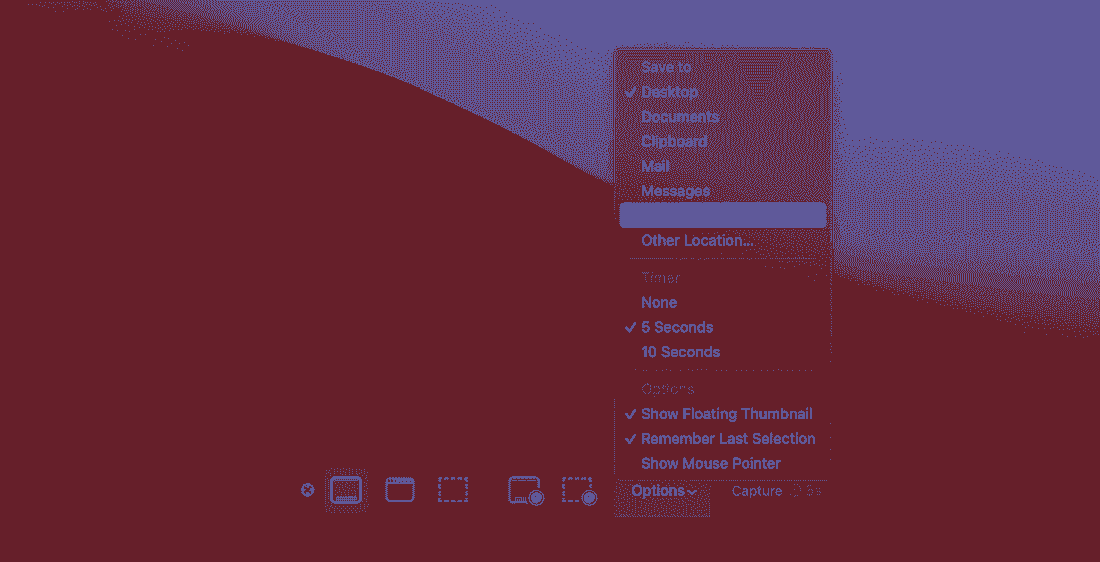 Save to
Desktop
Documents
Clipboard
Mail
Messages
Other Location...
Timer
None
5 Seconds
10 Seconds
Options
Show Floating Thumbnail
Remember Last Selection
Show Mouse Pointer
Options Capture